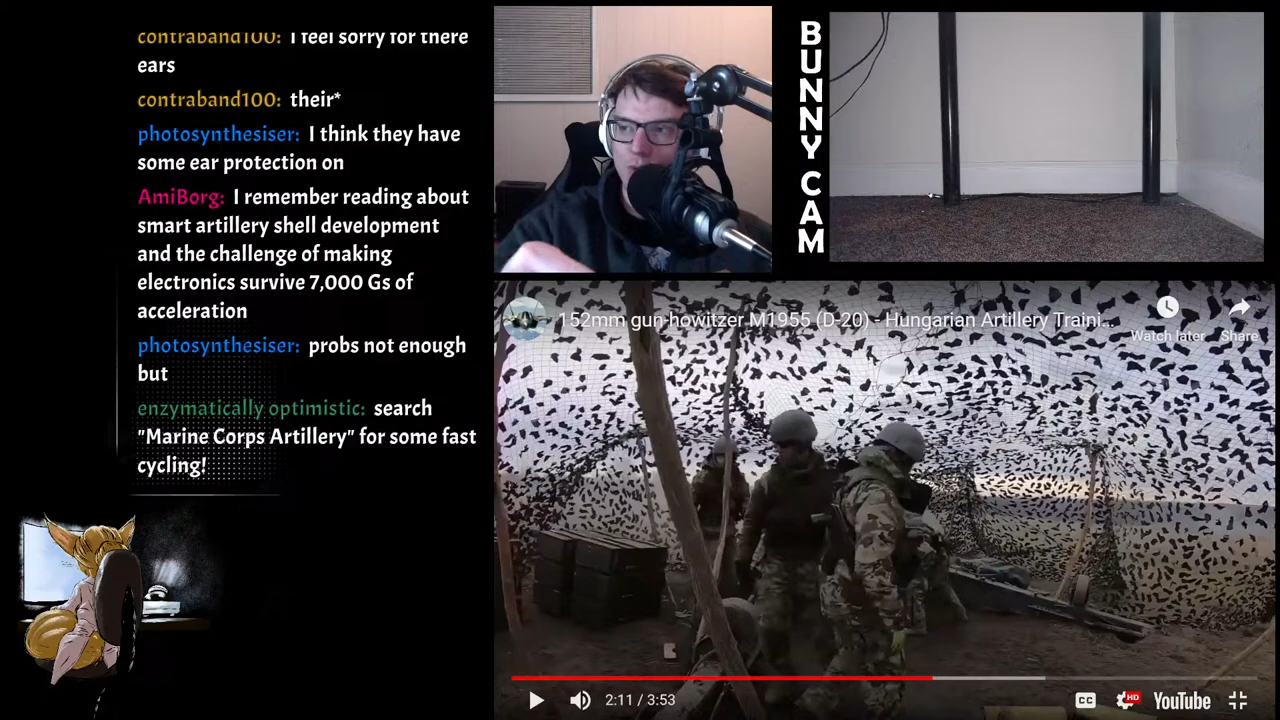 contraband100: I feel sorry for there
ears
contraband100: their*
photosynthesiser: I think they have
some ear protection on
AmiBorg: I remember reading about
smart artillery shell development
and the challenge of making
electronics survive 7,000 Gs of
acceleration
photosynthesiser: probs not enough
but
enzymatically optimistic: search
"Marine Corps Artillery" for some fast
cycling!
BUNNY CAM
152mm gun-howitzer M1955 (D-20) - Hungarian Artillery Traini...
Watch later
Share
2:11 / 3:53
CC
HD
YouTube